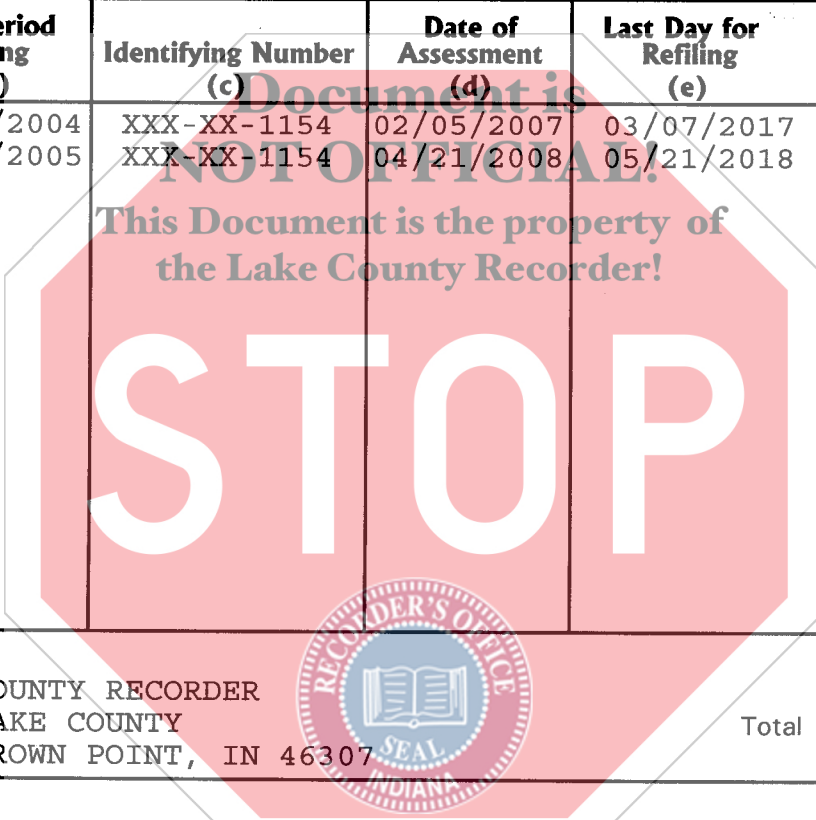 eriod
ng
)
Identifying Number
(c)
Date of
Assessment
(d)
Last Day for
Refiling
(e)
/2004 XXX-XX-1154 02/05/2007 03/07/2017
/2005 XXX-XX-1154 04/21/2008 05/21/2018
Document is
NOT OFFICIAL!
This Document is the property of
the Lake County Recorder!
STOP
OUNTY RECORDER
AKE COUNTY
ROWN POINT, IN 46307
Total
RECORDER'S OFFICE
SEAL
INDIANA